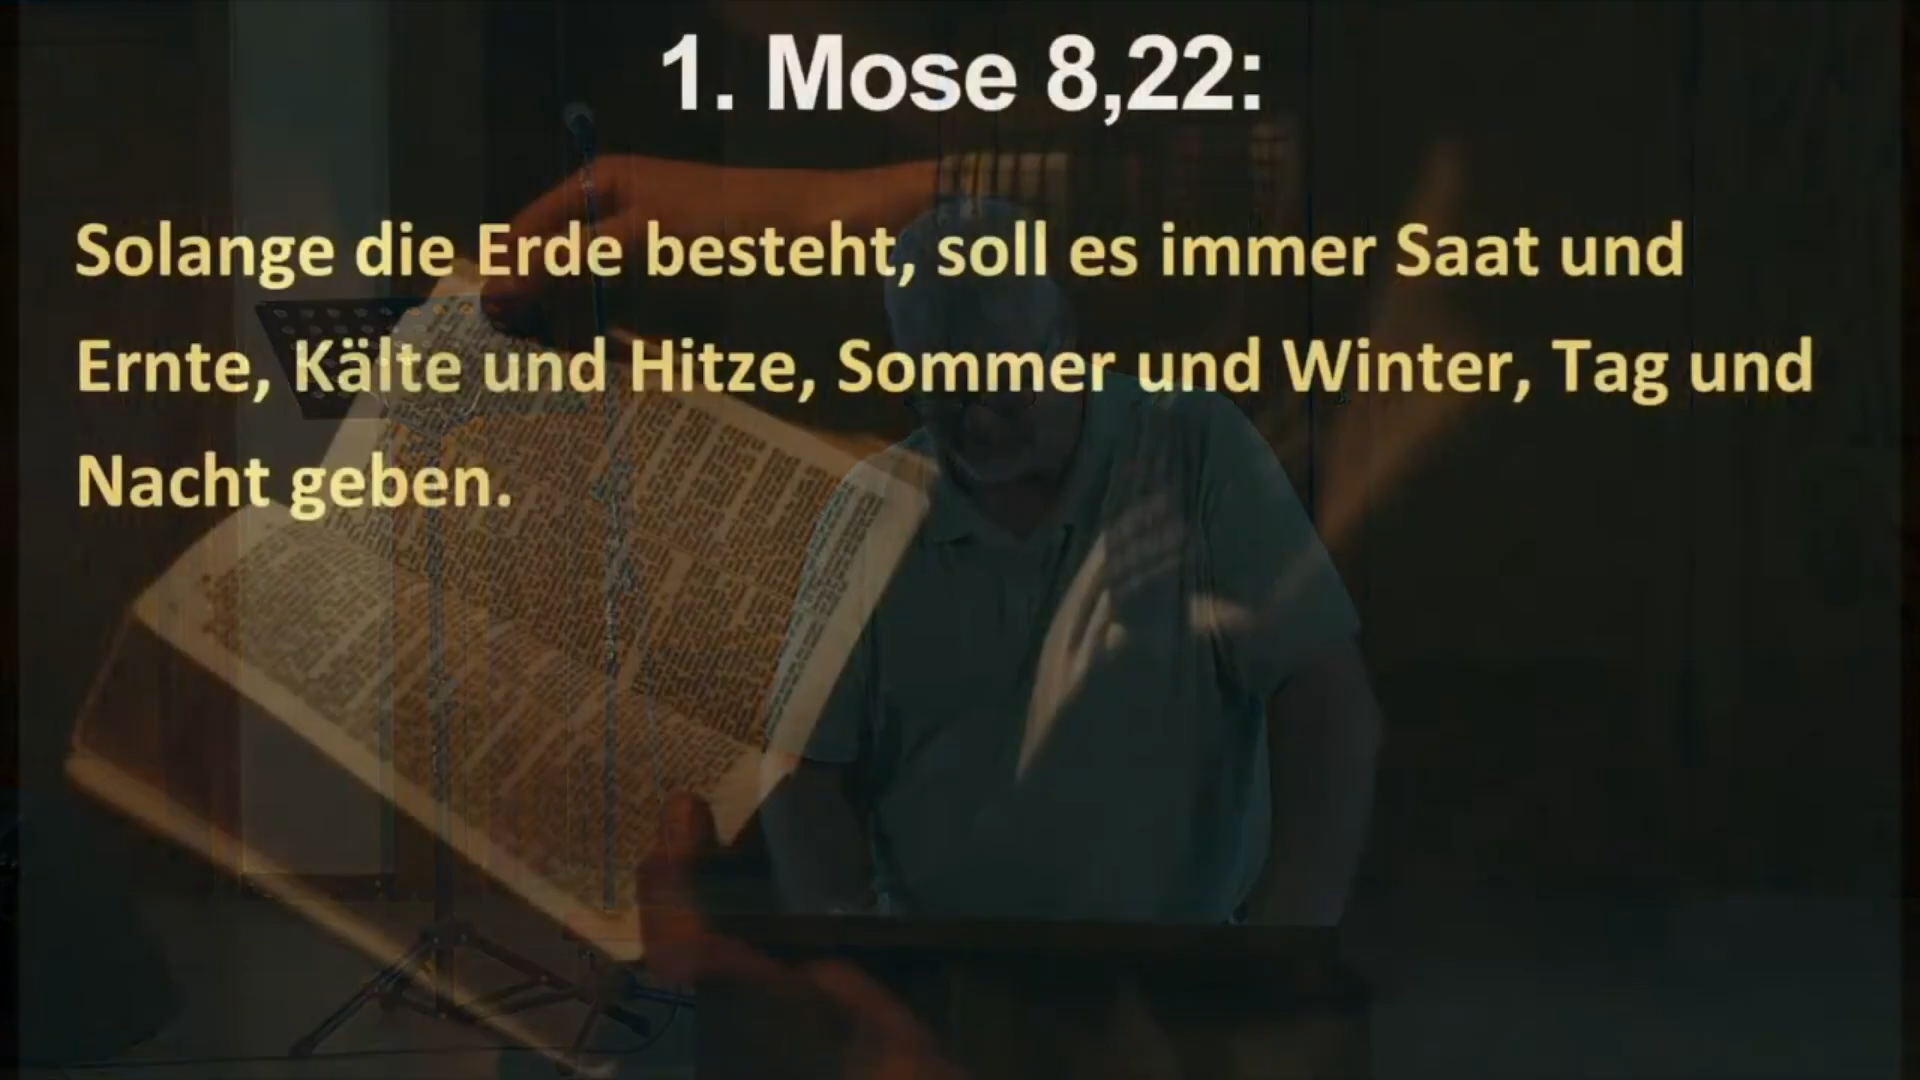 1. Mose 8,22:
Solange die Erde besteht, soll es immer Saat und
Ernte, Kälte und Hitze, Sommer und Winter, Tag und
Nacht geben.